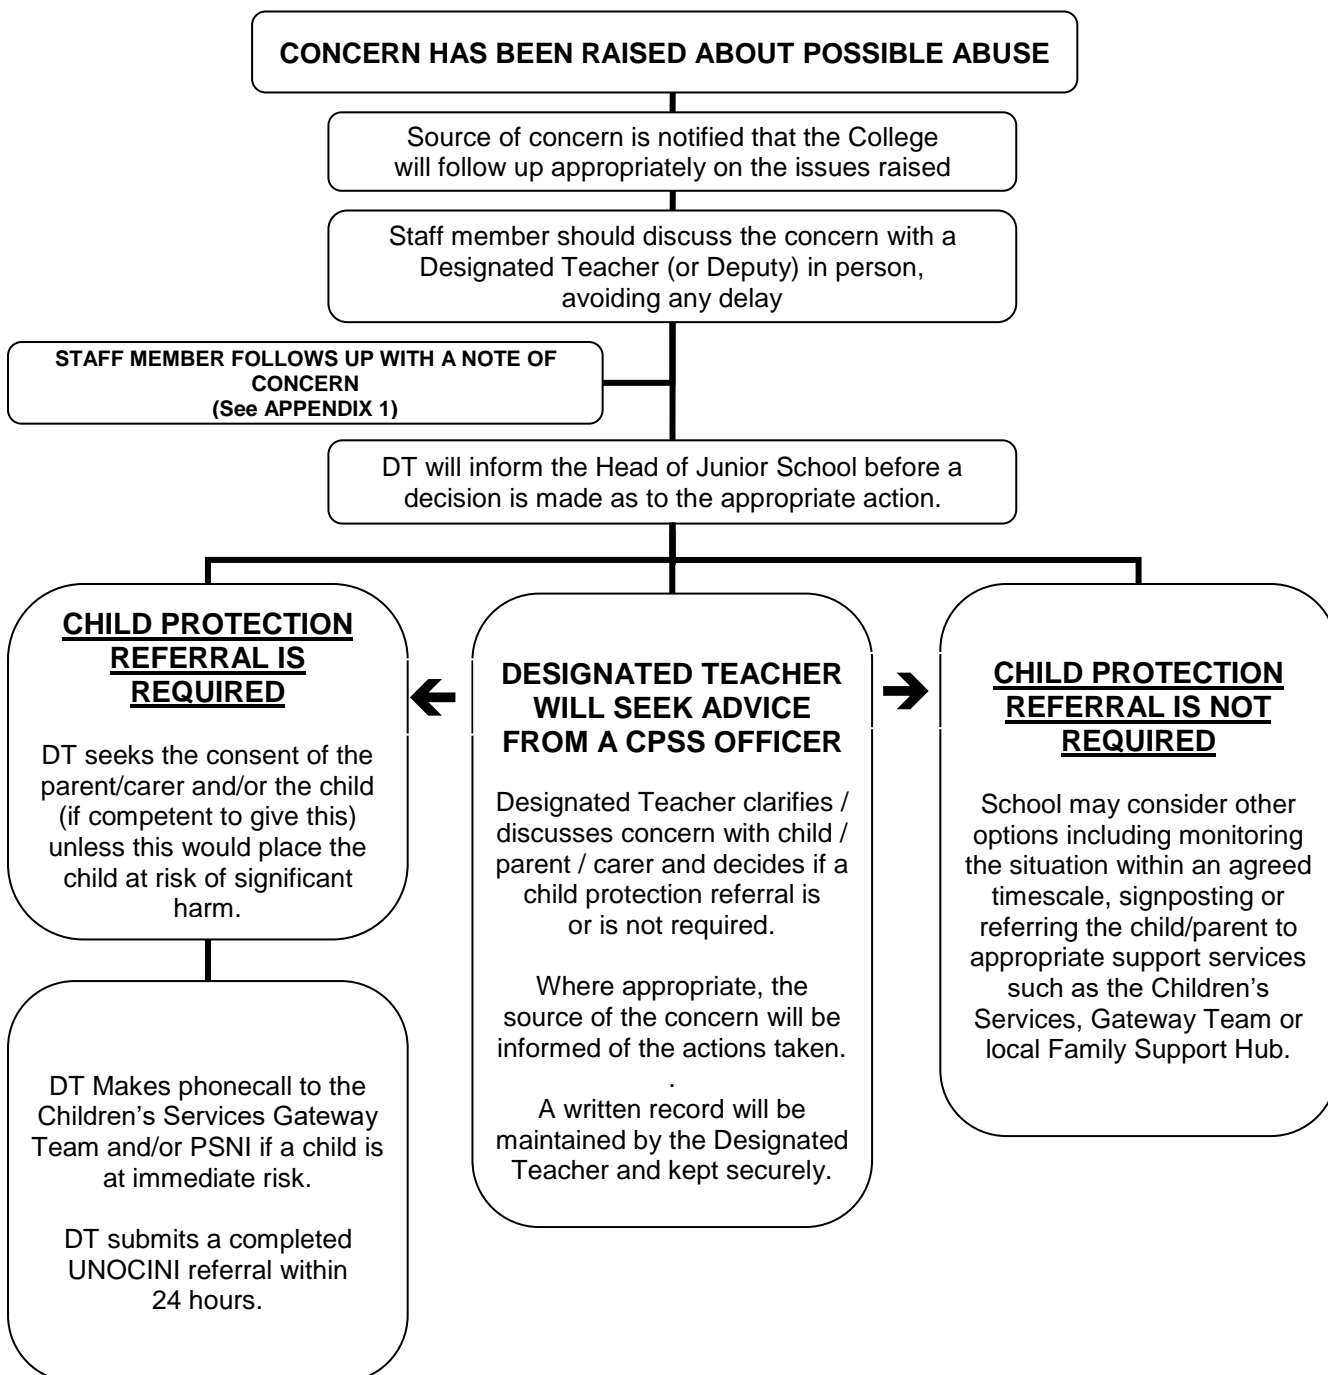 CONCERN HAS BEEN RAISED ABOUT POSSIBLE ABUSE
Source of concern is notified that the College
will follow up appropriately on the issues raised
Staff member should discuss the concern with a
Designated Teacher (or Deputy) in person,
avoiding any delay
STAFF MEMBER FOLLOWS UP WITH A NOTE OF
CONCERN
(See APPENDIX 1)
DT will inform the Head of Junior School before a
decision is made as to the appropriate action.
CHILD PROTECTION
REFERRAL IS
REQUIRED
DT seeks the consent of the
parent/carer and/or the child
(if competent to give this)
unless this would place the
child at risk of significant
harm.
DT Makes phonecall to the
Children's Services Gateway
Team and/or PSNI if a child is
at immediate risk.
DT submits a completed
UNOCINI referral within
24 hours.
DESIGNATED TEACHER
WILL SEEK ADVICE
FROM A CPSS OFFICER
Designated Teacher clarifies /
discusses concern with child /
parent / carer and decides if a
child protection referral is
or is not required.
Where appropriate, the
source of the concern will be
informed of the actions taken.
.
A written record will be
maintained by the Designated
Teacher and kept securely.
CHILD PROTECTION
REFERRAL IS NOT
REQUIRED
School may consider other
options including monitoring
the situation within an agreed
timescale, signposting or
referring the child/parent to
appropriate support services
such as the Children's
Services, Gateway Team or
local Family Support Hub.